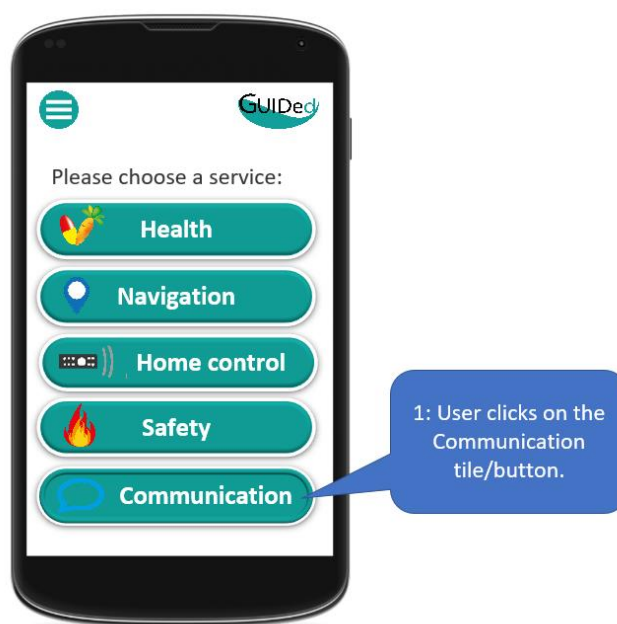 GUIDed
Please choose a service:
Health
Navigation
Home control
Safety
Communication
1: User clicks on the
Communication
tile/button.